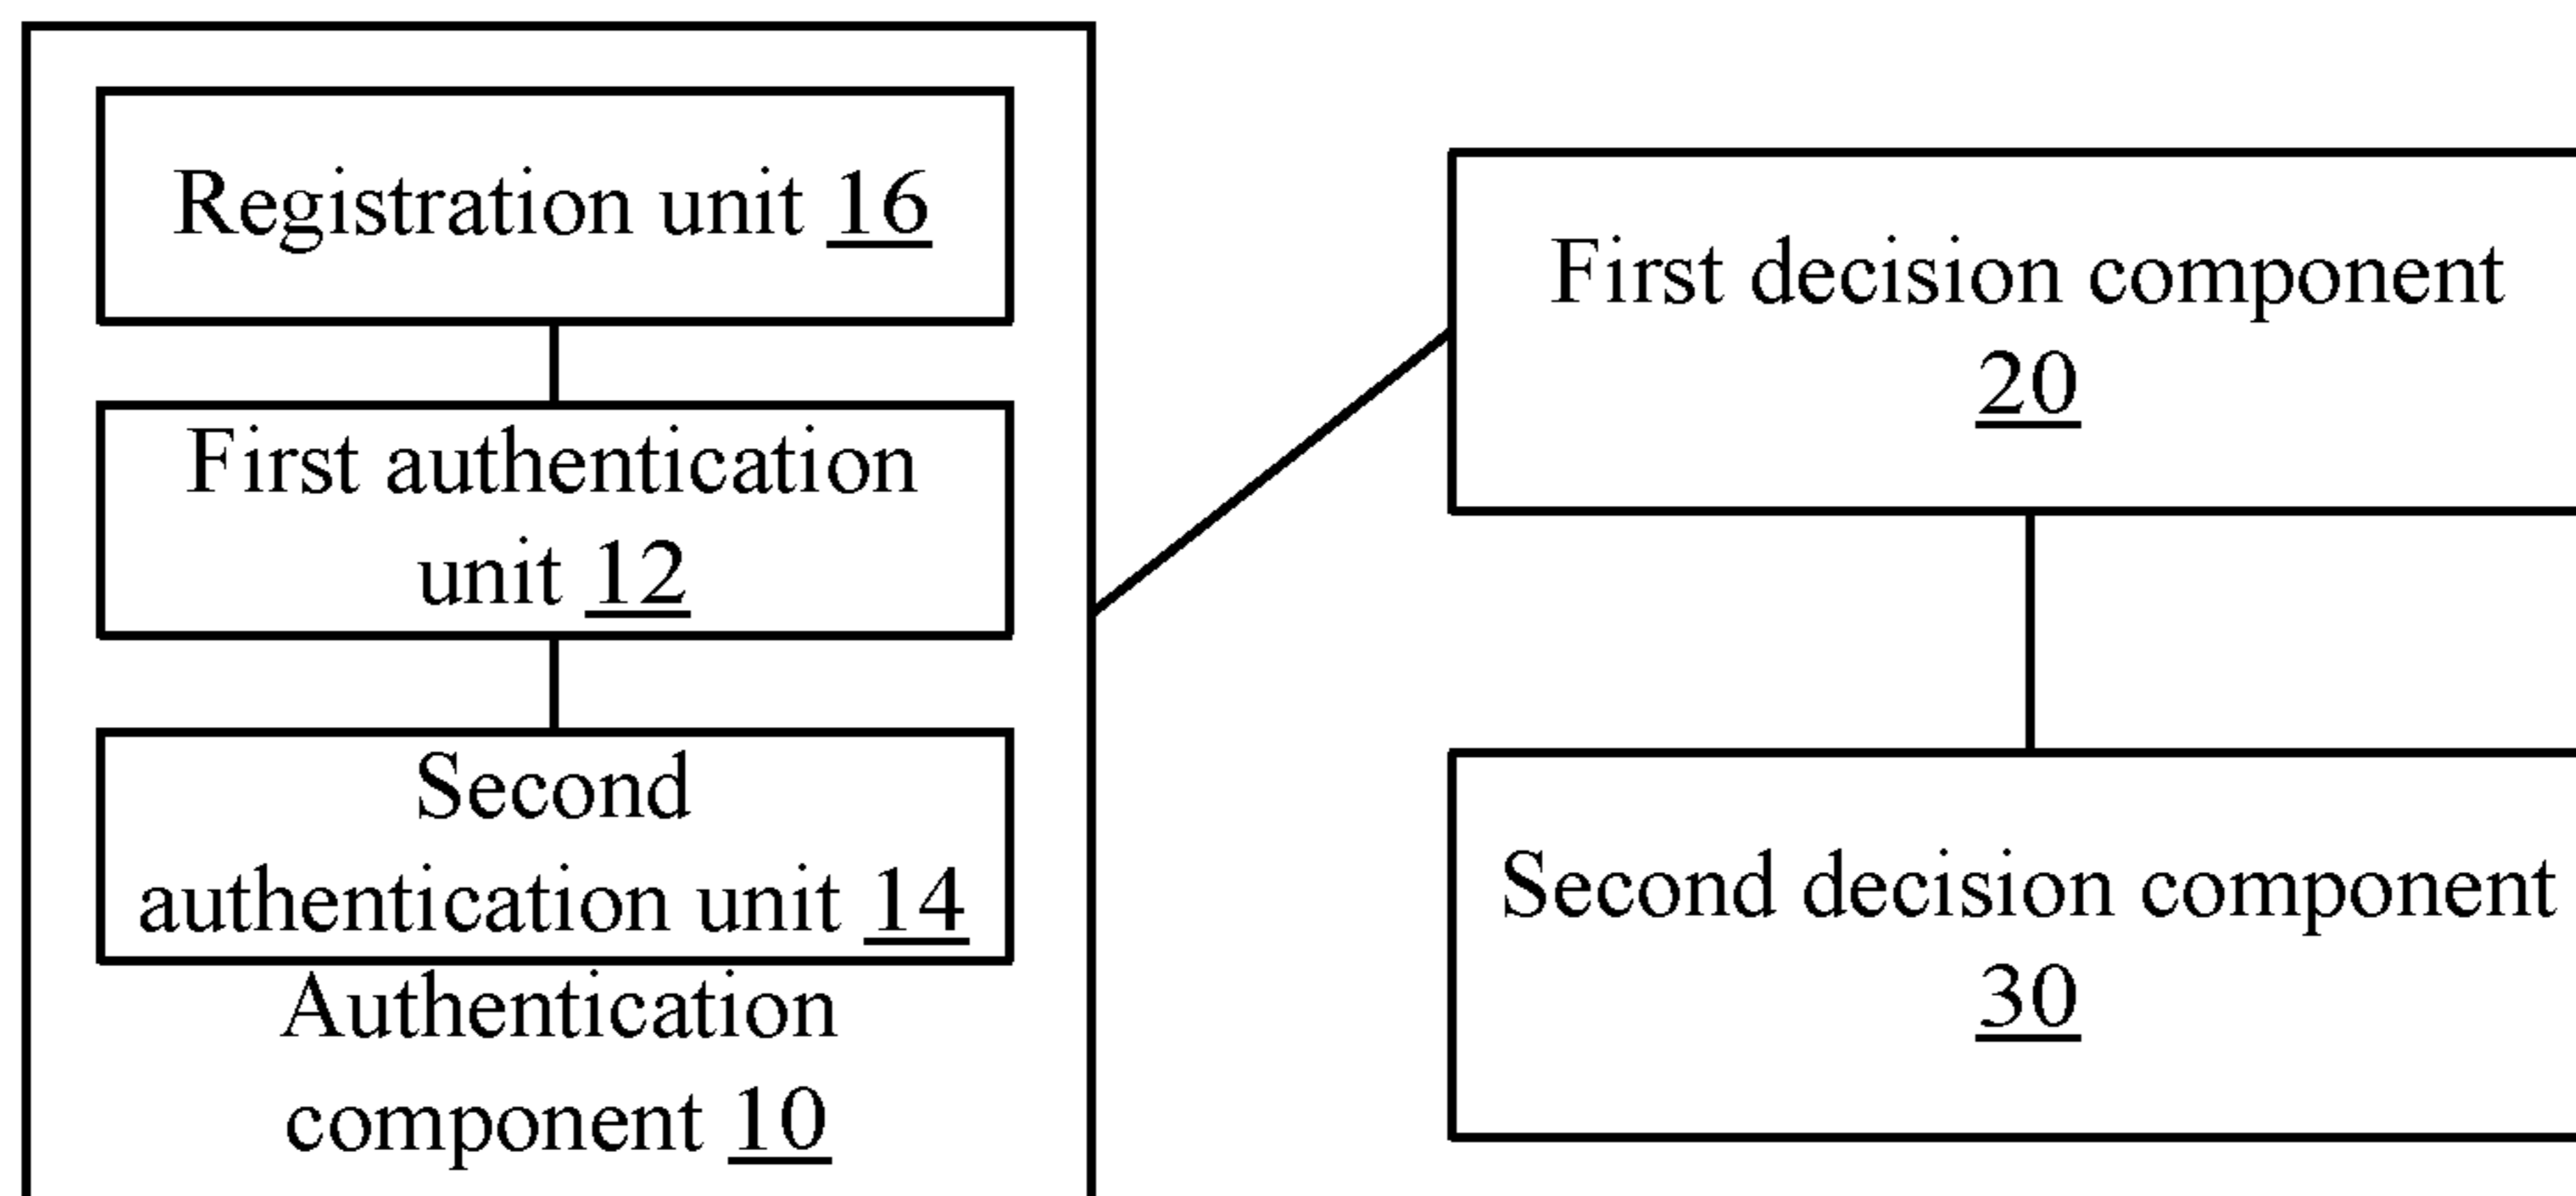 Registration unit 16
First authentication
unit 12
Second
authentication unit 14
Authentication
component 10
First decision component
20
Second decision component
30